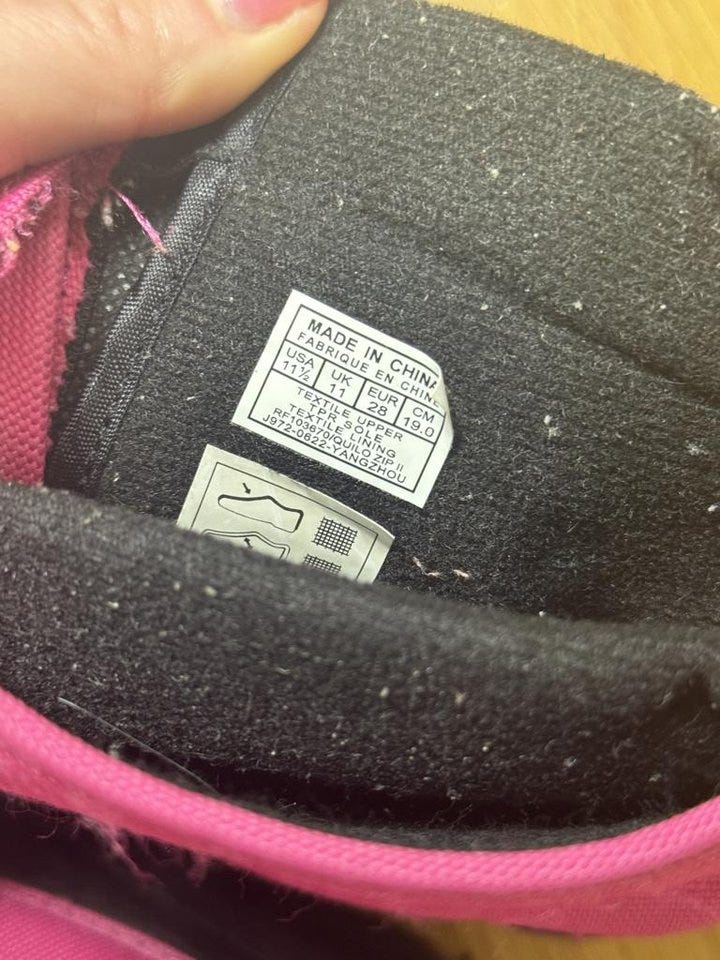 MADE IN CHINA
FABRIQUE EN CHINE
USA UK EUR CM
11½ 11 28 19.0
TEXTILE UPPER
TPR SOLE
TEXTILE LINING
RF103670/QUILO ZIP II
J972-0622-YANGZHOU